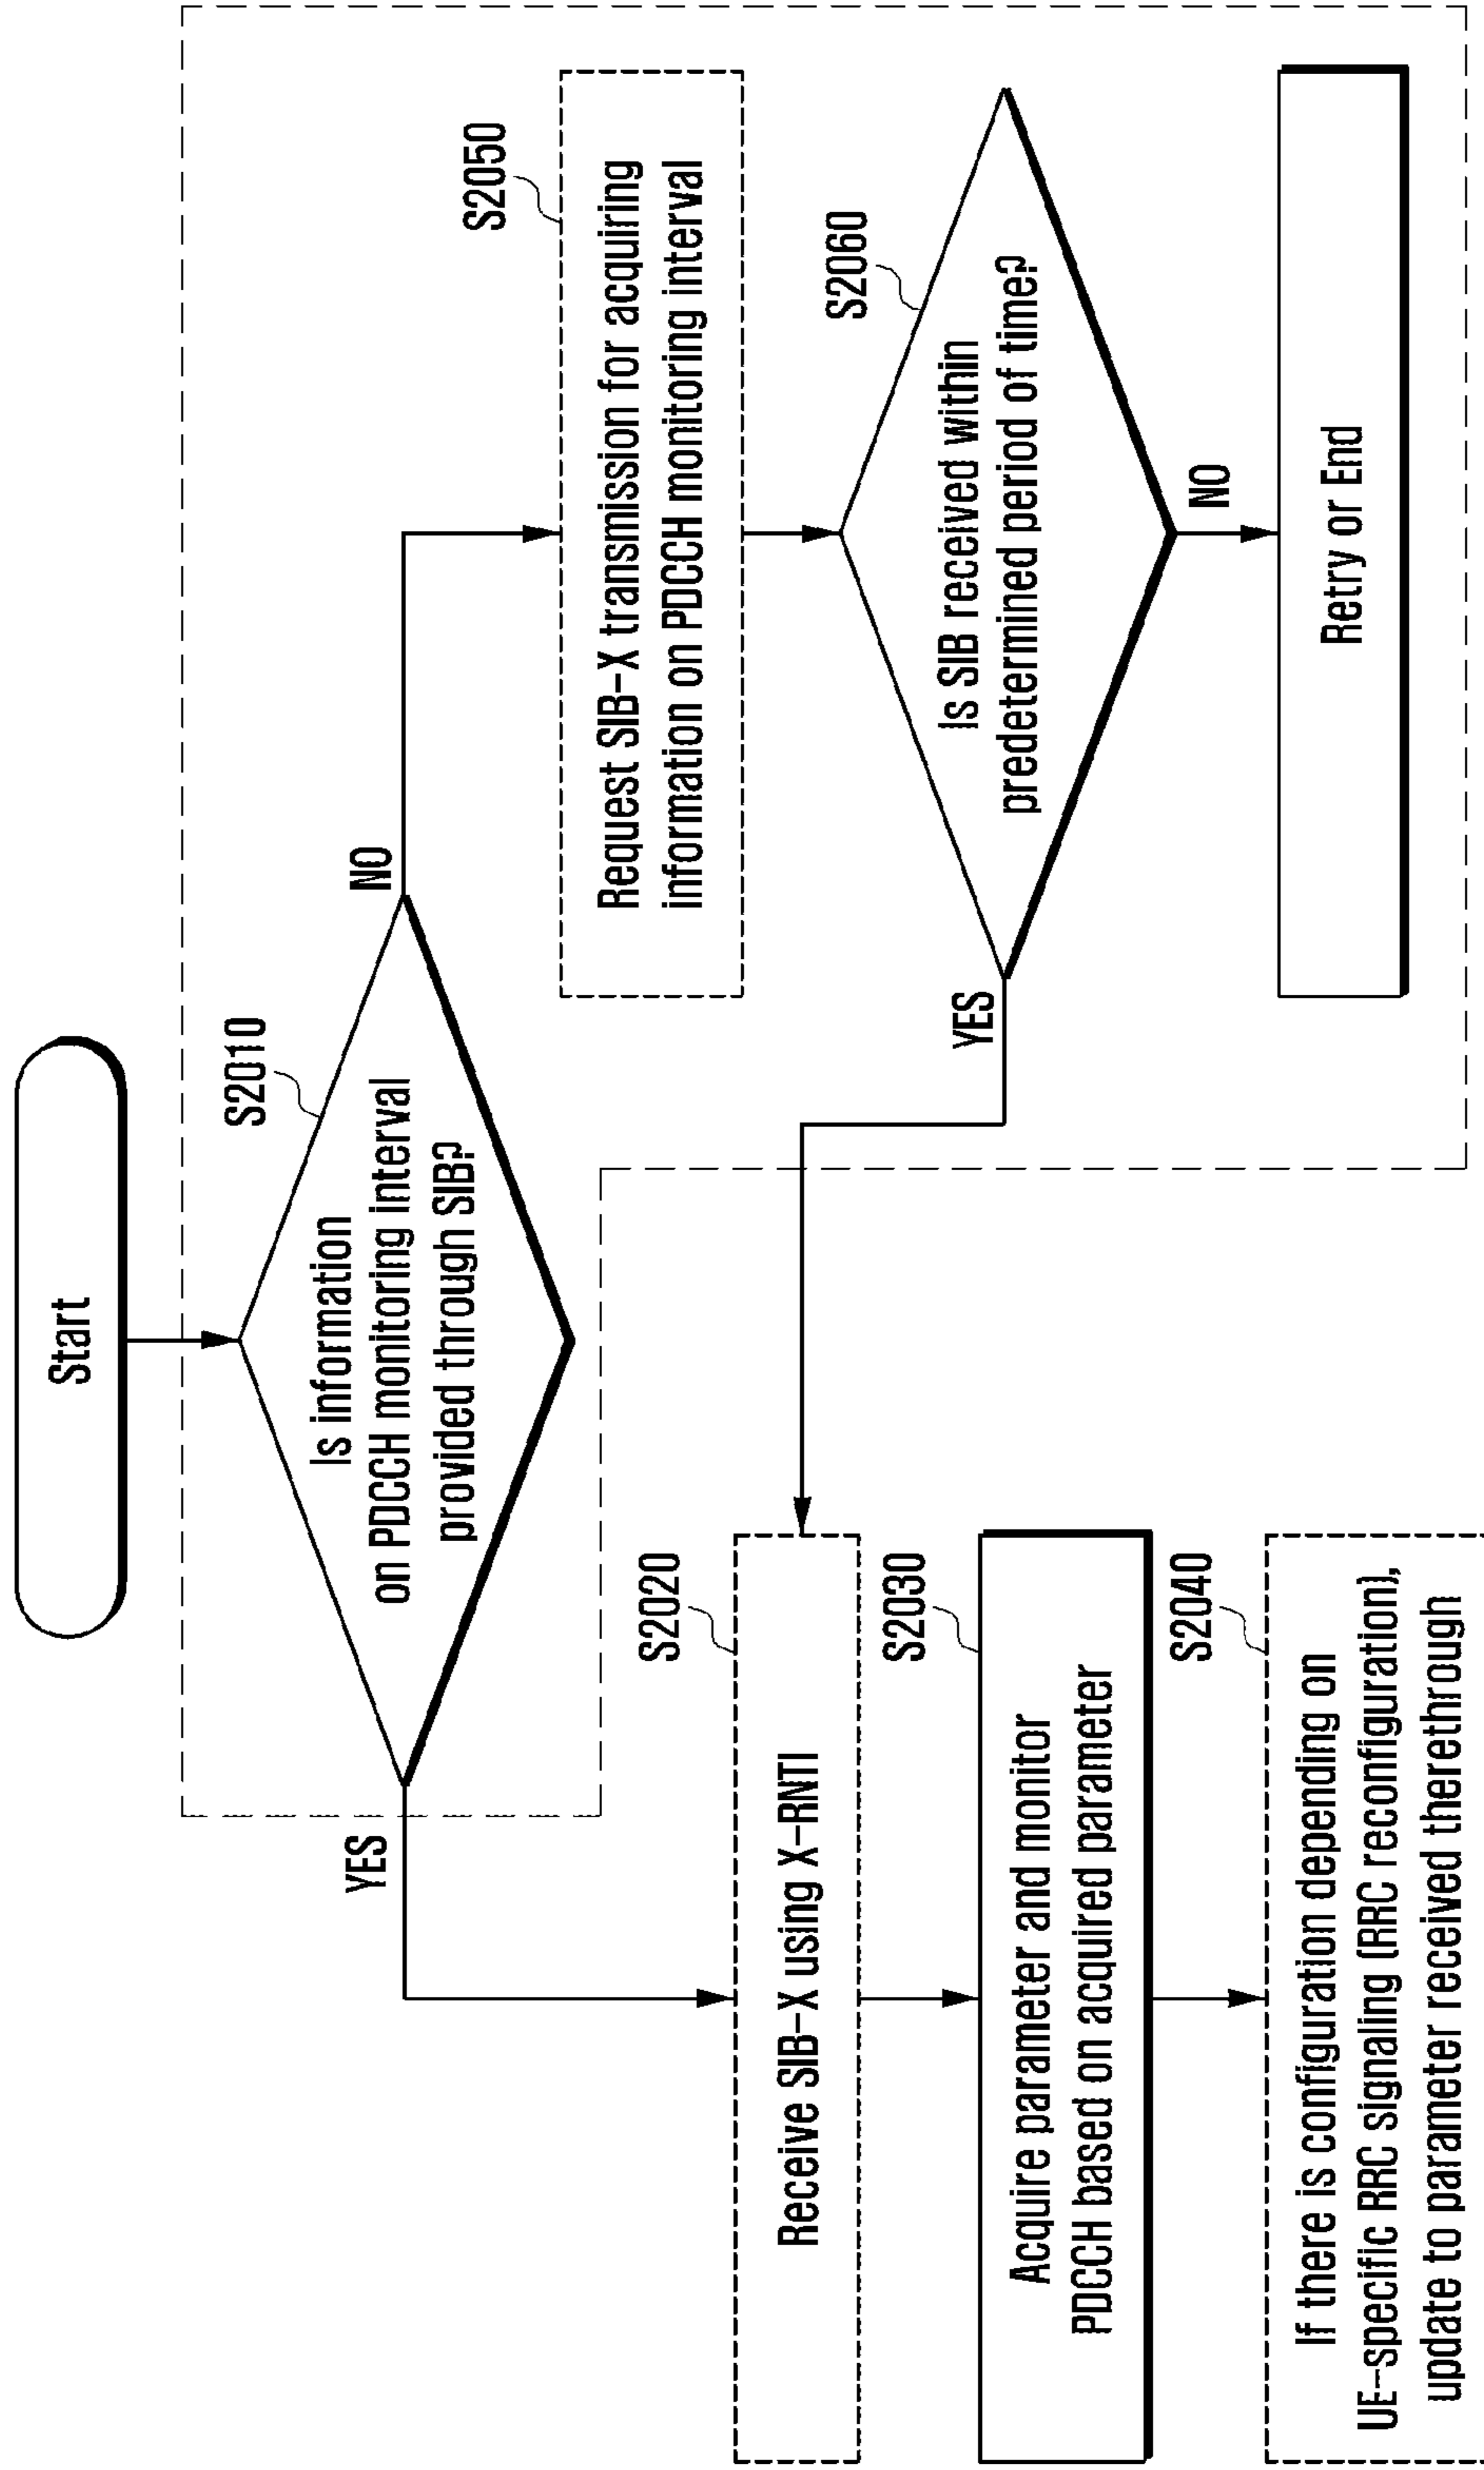 Start
S2010
Is information
on PDCCH monitoring interval
provided through SIB?
YES
NO
S2020
Receive SIB-X using X-RNTI
S2030
Acquire parameter and monitor
PDCCH based on acquired parameter
S2040
If there is configuration depending on
UE-specific RRC signaling (RRC reconfiguration),
update to parameter received therethrough
S2050
Request SIB-X transmission for acquiring
information on PDCCH monitoring interval
S2060
Is SIB received within
predetermined period of time?
YES
NO
Retry or End